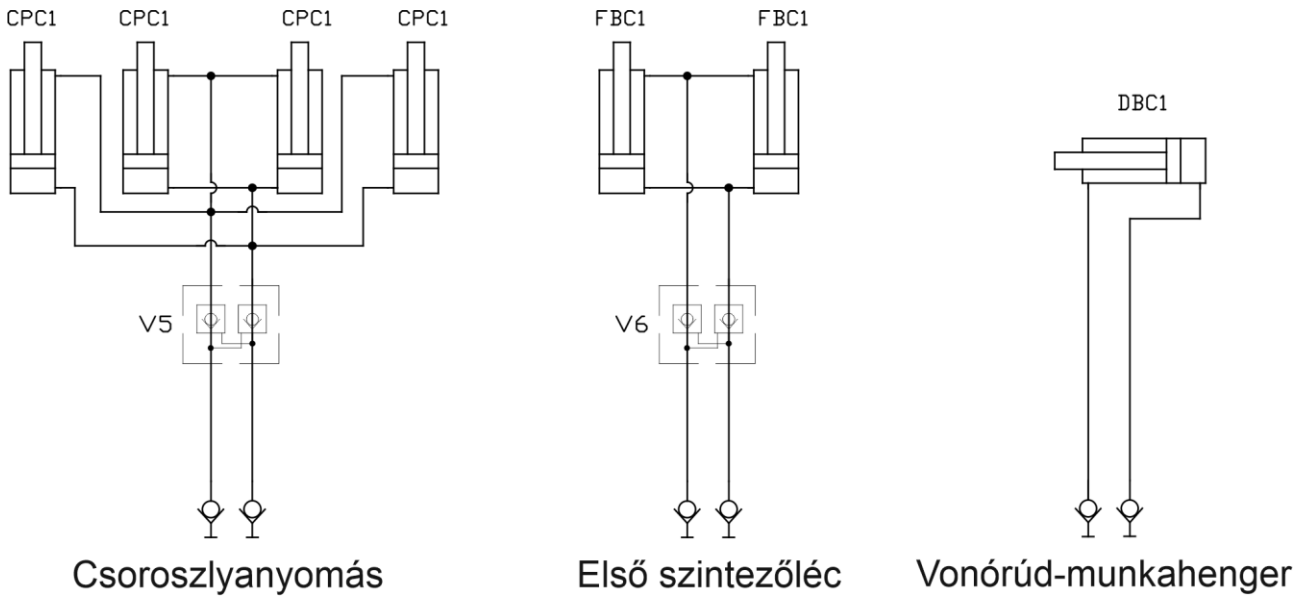 CPC1 CPC1 CPC1 CPC1
FBC1 FBC1
DBC1
V5
V6
Csoroszlyanyomás
Első szintezőléc
Vonórúd-munkahenger